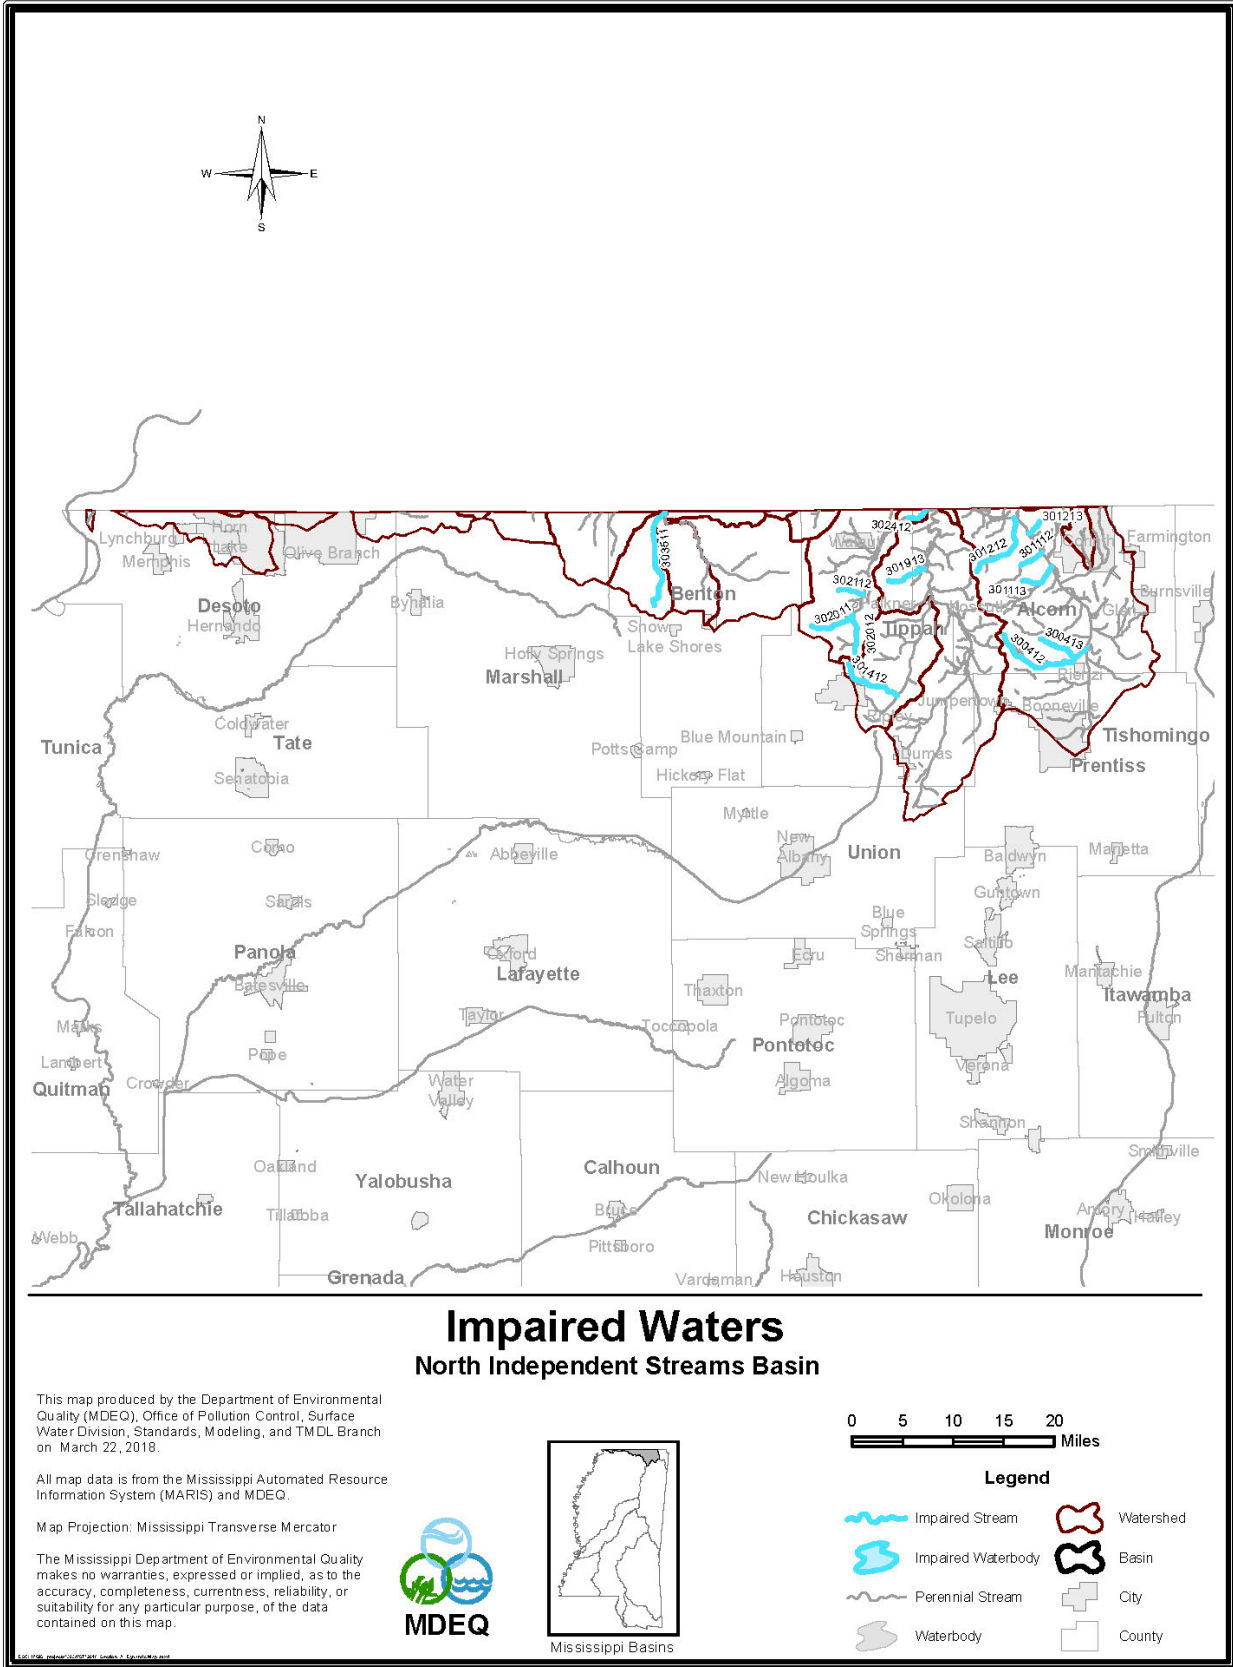 N
W
E
S
302412
301213
Lynchburg
Horn
Lake
Olive Branch
Walnut
Corinth
Farmington
Memphis
303511
301212
301112
301913
302112
301113
Desoto
Hernando
Byhalia
Benton
Falkner
Kossuth
Alcorn
Glen
Burnsville
302011
302012
Tippah
300412
300413
Snow
Lake Shores
Holly Springs
Marshall
301412
Rienzi
Jumpertown
Booneville
Ripley
Coldwater
Tate
Tunica
Potts Camp
Blue Mountain
Dumas
Tishomingo
Prentiss
Senatobia
Hickory Flat
Myrtle
New
Albany
Union
Crenshaw
Como
Abbeville
Baldwyn
Marietta
Sledge
Sardis
Guntown
Falcon
Blue
Springs
Saltillo
Sherman
Panola
Oxford
Lafayette
Ecru
Lee
Mantachie
Batesville
Thaxton
Itawamba
Marks
Taylor
Toccopola
Pontotoc
Tupelo
Fulton
Pontotoc
Lambert
Pope
Verona
Quitman
Crowder
Water
Valley
Algoma
Shannon
Smithville
Oakland
Yalobusha
Calhoun
New Houlka
Okolona
Tallahatchie
Tillatoba
Bruce
Chickasaw
Amory
Hatley
Monroe
Webb
Pittsboro
Grenada
Vardaman
Houston
Impaired Waters
North Independent Streams Basin
This map produced by the Department of Environmental
Quality (MDEQ), Office of Pollution Control, Surface
Water Division, Standards, Modeling, and TMDL Branch
on March 22, 2018.
All map data is from the Mississippi Automated Resource
Information System (MARIS) and MDEQ.
Map Projection: Mississippi Transverse Mercator
The Mississippi Department of Environmental Quality
makes no warranties, expressed or implied, as to the
accuracy, completeness, currentness, reliability, or
suitability for any particular purpose, of the data
contained on this map.
MDEQ
Mississippi Basins
0 5 10 15 20
Miles
Legend
Impaired Stream
Watershed
Impaired Waterbody
Basin
Perennial Stream
City
Waterbody
County